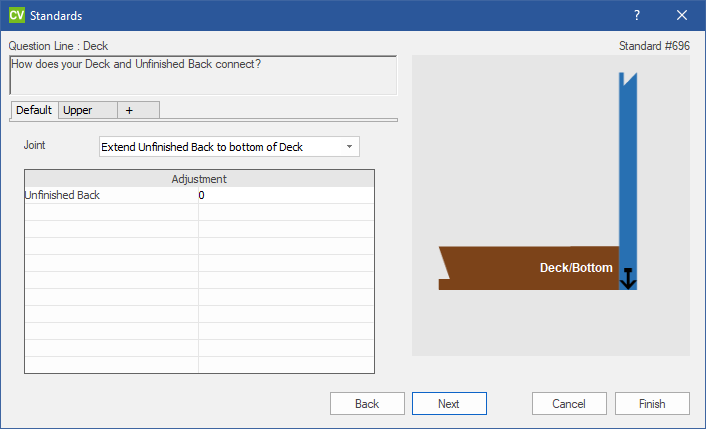 CV Standards ?
Question Line : Deck
Standard #696
How does your Deck and Unfinished Back connect?
Default Upper +
Joint Extend Unfinished Back to bottom of Deck
Adjustment
Unfinished Back 0
Deck/Bottom
Back Next Cancel Finish